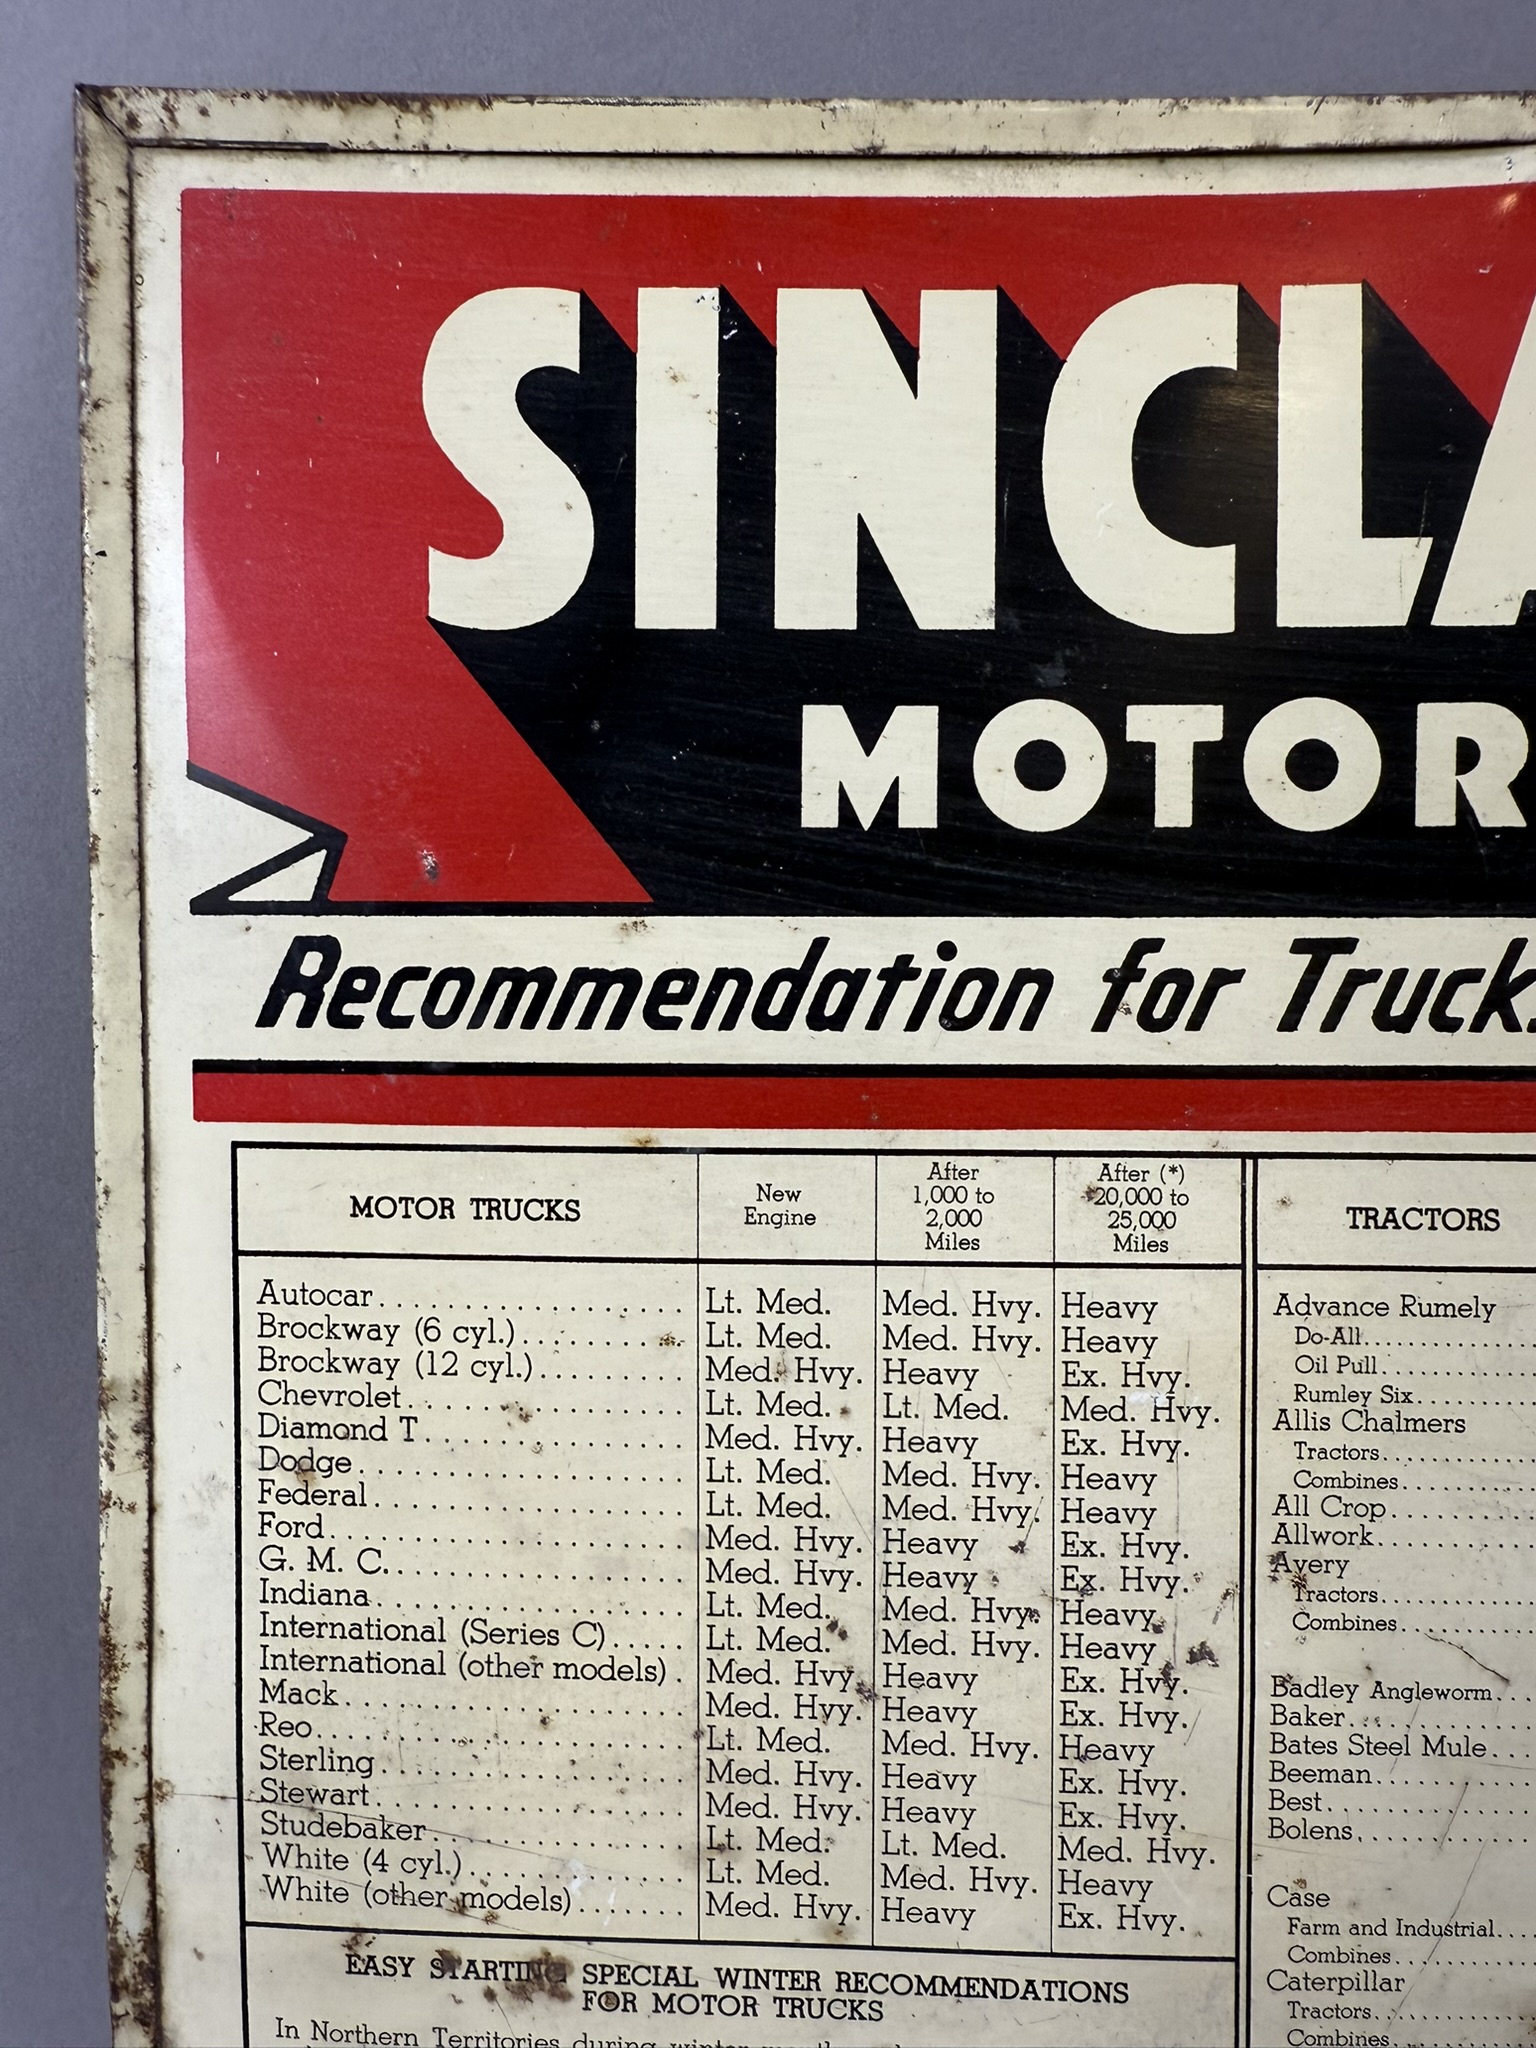 SINCLA
MOTOR
Recommendation for Trucks
MOTOR TRUCKS
New
Engine
After
1,000 to
2,000
Miles
After (*)
20,000 to
25,000
Miles
Autocar.................... Lt. Med. Med. Hvy. Heavy
Brockway (6 cyl.).......... Lt. Med. Med. Hvy. Heavy
Brockway (12 cyl.)......... Med. Hvy. Heavy Ex. Hvy.
Chevrolet.................. Lt. Med. Lt. Med. Med. Hvy.
Diamond T................. Med. Hvy. Heavy Ex. Hvy.
Dodge..................... Lt. Med. Med. Hvy. Heavy
Federal.................... Lt. Med. Med. Hvy. Heavy
Ford....................... Med. Hvy. Heavy Ex. Hvy.
G. M. C.................... Med. Hvy. Heavy Ex. Hvy.
Indiana.................... Lt. Med. Med. Hvy. Heavy
International (Series C)..... Lt. Med. Med. Hvy. Heavy
International (other models). Med. Hvy. Heavy Ex. Hvy.
Mack...................... Med. Hvy. Heavy Ex. Hvy.
Reo........................ Lt. Med. Med. Hvy. Heavy
Sterling.................... Med. Hvy. Heavy Ex. Hvy.
Stewart.................... Med. Hvy. Heavy Ex. Hvy.
Studebaker................ Lt. Med. Lt. Med. Med. Hvy.
White (4 cyl.).............. Lt. Med. Med. Hvy. Heavy
White (other models)....... Med. Hvy. Heavy Ex. Hvy.
EASY STARTING SPECIAL WINTER RECOMMENDATIONS
FOR MOTOR TRUCKS
In Northern Territories during winter
TRACTORS
Advance Rumely
Do-All............
Oil Pull............
Rumley Six.........
Allis Chalmers
Tractors............
Combines..........
All Crop...........
Allwork............
Avery
Tractors............
Combines..........
Badley Angleworm...
Baker..............
Bates Steel Mule....
Beeman............
Best...............
Bolens.............
Case
Farm and Industrial....
Combines..........
Caterpillar
Tractors............
Combines..........